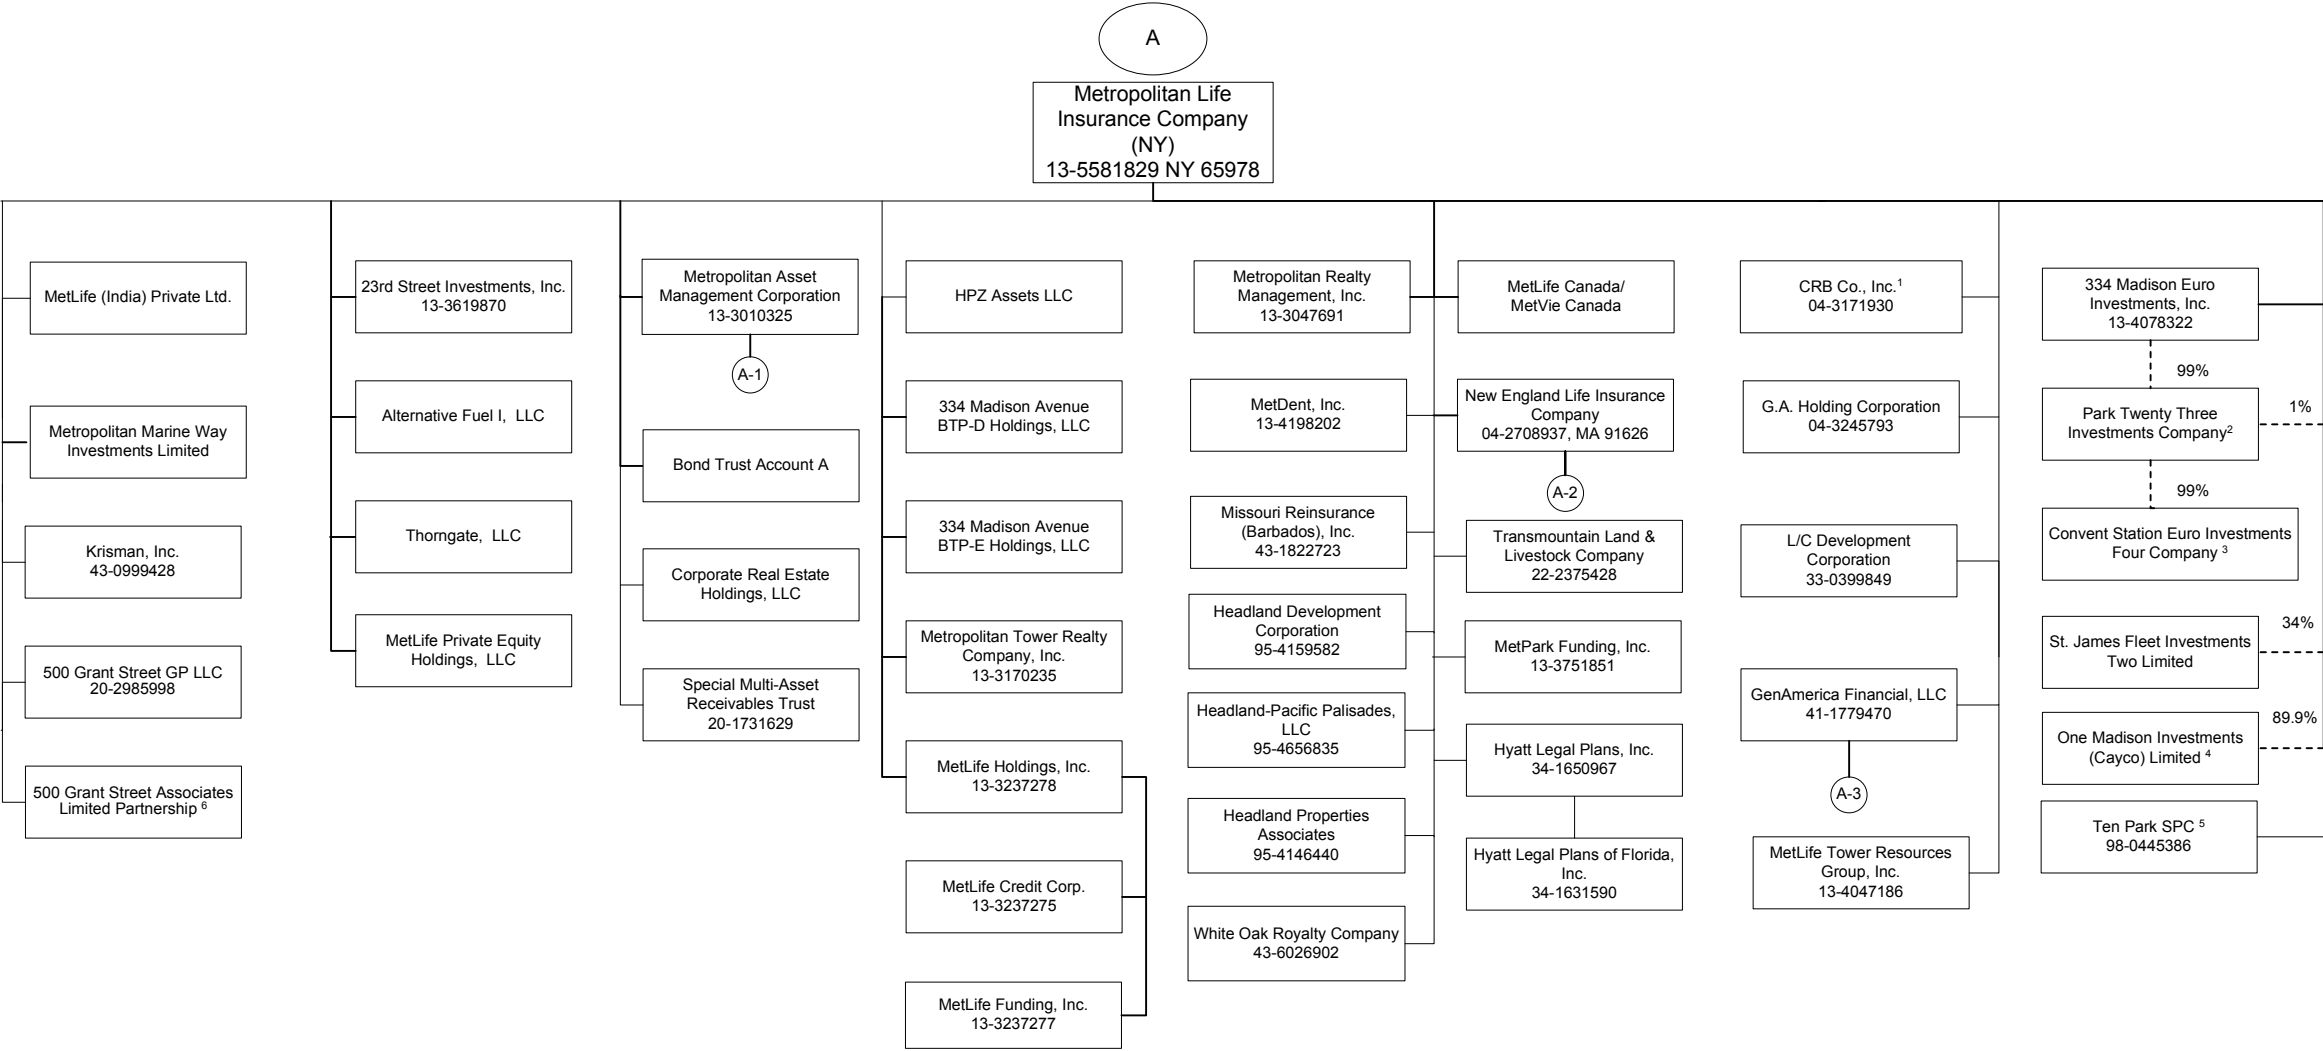 A
Metropolitan Life
Insurance Company
(NY)
13-5581829 NY 65978
MetLife (India) Private Ltd.
Metropolitan Marine Way
Investments Limited
Krisman, Inc.
43-0999428
500 Grant Street GP LLC
20-2985998
500 Grant Street Associates
Limited Partnership 6
23rd Street Investments, Inc.
13-3619870
Alternative Fuel I, LLC
Thorngate, LLC
MetLife Private Equity
Holdings, LLC
Metropolitan Asset
Management Corporation
13-3010325
A-1
Bond Trust Account A
Corporate Real Estate
Holdings, LLC
Special Multi-Asset
Receivables Trust
20-1731629
HPZ Assets LLC
334 Madison Avenue
BTP-D Holdings, LLC
334 Madison Avenue
BTP-E Holdings, LLC
Metropolitan Tower Realty
Company, Inc.
13-3170235
MetLife Holdings, Inc.
13-3237278
MetLife Credit Corp.
13-3237275
MetLife Funding, Inc.
13-3237277
Metropolitan Realty
Management, Inc.
13-3047691
MetDent, Inc.
13-4198202
Missouri Reinsurance
(Barbados), Inc.
43-1822723
Headland Development
Corporation
95-4159582
Headland-Pacific Palisades,
LLC
95-4656835
Headland Properties
Associates
95-4146440
White Oak Royalty Company
43-6026902
MetLife Canada/
MetVie Canada
New England Life Insurance
Company
04-2708937, MA 91626
A-2
Transmountain Land &
Livestock Company
22-2375428
MetPark Funding, Inc.
13-3751851
Hyatt Legal Plans, Inc.
34-1650967
Hyatt Legal Plans of Florida,
Inc.
34-1631590
CRB Co., Inc.1
04-3171930
G.A. Holding Corporation
04-3245793
L/C Development
Corporation
33-0399849
GenAmerica Financial, LLC
41-1779470
A-3
MetLife Tower Resources
Group, Inc.
13-4047186
334 Madison Euro
Investments, Inc.
13-4078322
99%
Park Twenty Three
Investments Company2
1%
99%
Convent Station Euro Investments
Four Company 3
St. James Fleet Investments
Two Limited
34%
One Madison Investments
(Cayco) Limited 4
89.9%
Ten Park SPC 5
98-0445386